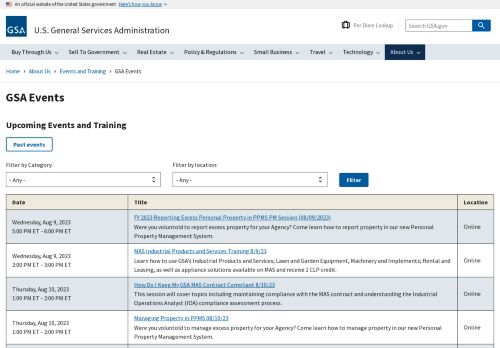 An official website of the United States government Here's how you know
GSA
U.S. General Services Administration
Per Diem Lookup
Search GSA.gov
Buy Through Us
Sell To Government
Real Estate
Policy & Regulations
Small Business
Travel
Technology
About Us
Home > About Us > Events and Training > GSA Events
GSA Events
Upcoming Events and Training
Past events
Filter by Category:
Filter by location:
- Any -
- Any -
Filter
Date Title Location
Wednesday, Aug 9, 2023
5:00 PM ET - 6:00 PM ET
FY 2023 Reporting Excess Personal Property in PPMS PM Session (08/09/2023)
Were you voluntold to report excess property for your Agency? Come learn how to report property in our new Personal
Property Management System.
Online
Wednesday, Aug 9, 2023
2:00 PM ET - 3:00 PM ET
MAS Industrial Products and Services Training 8/9/23
Learn how to use GSA's Industrial Products and Services; Lawn and Garden Equipment, Machinery and Implements; Rental and
Leasing, as well as appliance solutions available on MAS and receive 1 CLP credit.
Online
Thursday, Aug 10, 2023
1:00 PM ET - 2:00 PM ET
How Do I Keep My GSA MAS Contract Compliant 8/10/23
This session will cover topics including maintaining compliance with the MAS contract and understanding the Industrial
Operations Analyst (IOA) compliance assessment process.
Online
Thursday, Aug 10, 2023
1:00 PM ET - 2:00 PM ET
Managing Property in PPMS 08/10/23
Were you voluntold to manage excess property for your Agency? Come learn how to manage property in our new Personal
Property Management System.
Online